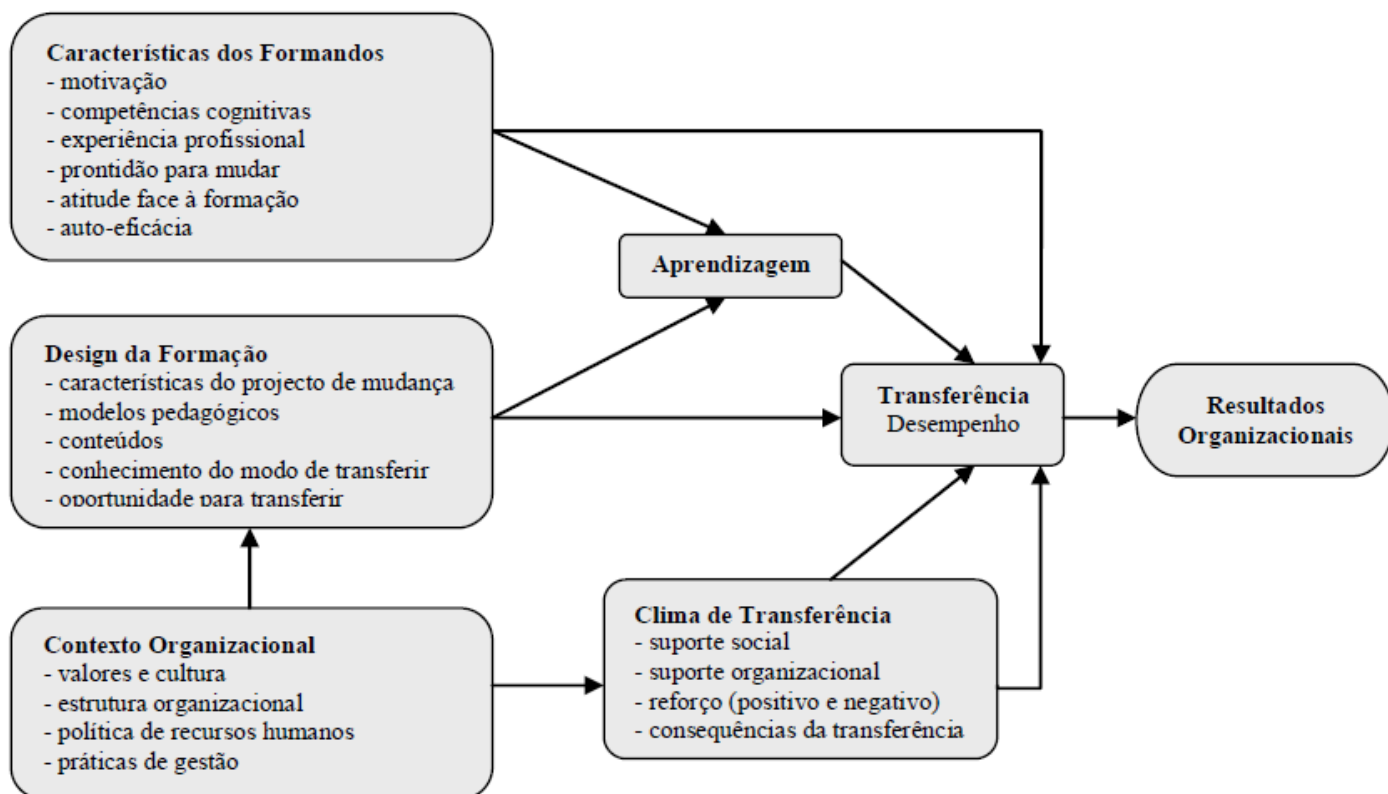 Características dos Formandos
- motivação
- competências cognitivas
- experiência profissional
- prontidão para mudar
- atitude face à formação
- auto-eficácia
Aprendizagem
Design da Formação
- características do projecto de mudança
- modelos pedagógicos
- conteúdos
- conhecimento do modo de transferir
- oportunidade para transferir
Transferência
Desempenho
Resultados
Organizacionais
Contexto Organizacional
- valores e cultura
- estrutura organizacional
- política de recursos humanos
- práticas de gestão
Clima de Transferência
- suporte social
- suporte organizacional
- reforço (positivo e negativo)
- consequências da transferência